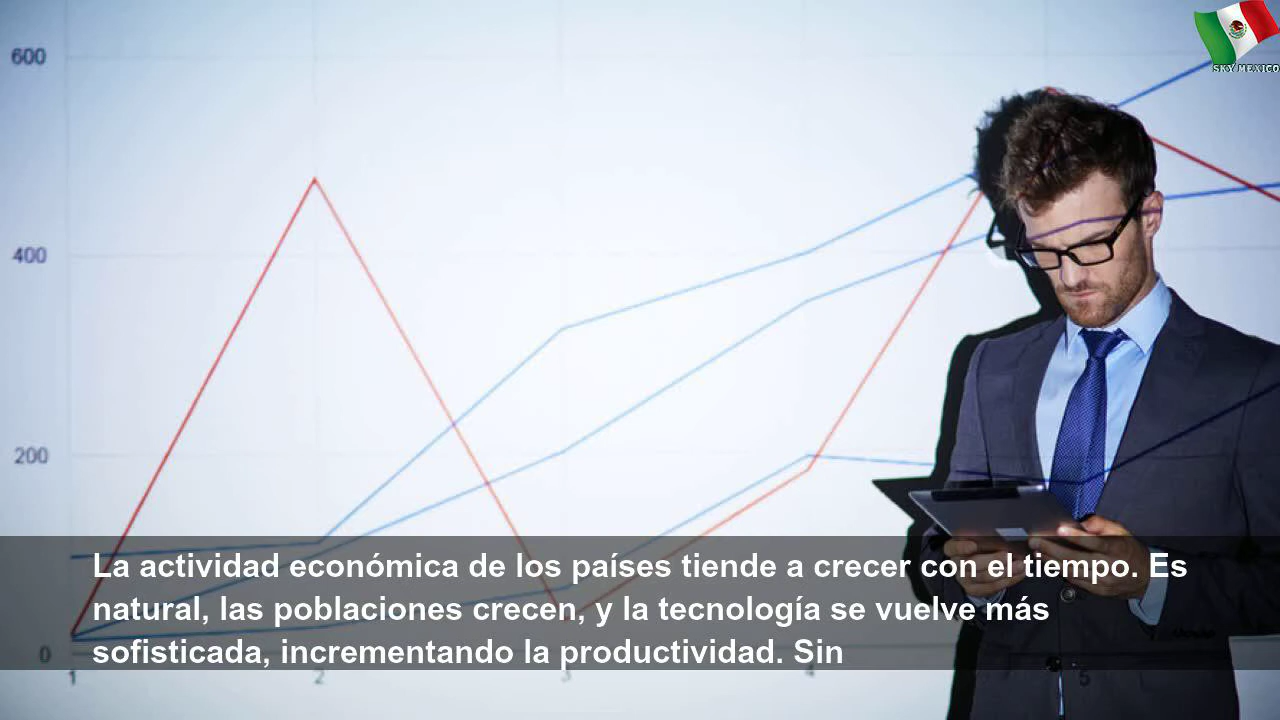 SKY MEXICO
600
400
200
0
1
2
3
4
5
La actividad económica de los países tiende a crecer con el tiempo. Es
natural, las poblaciones crecen, y la tecnología se vuelve más
sofisticada, incrementando la productividad. Sin